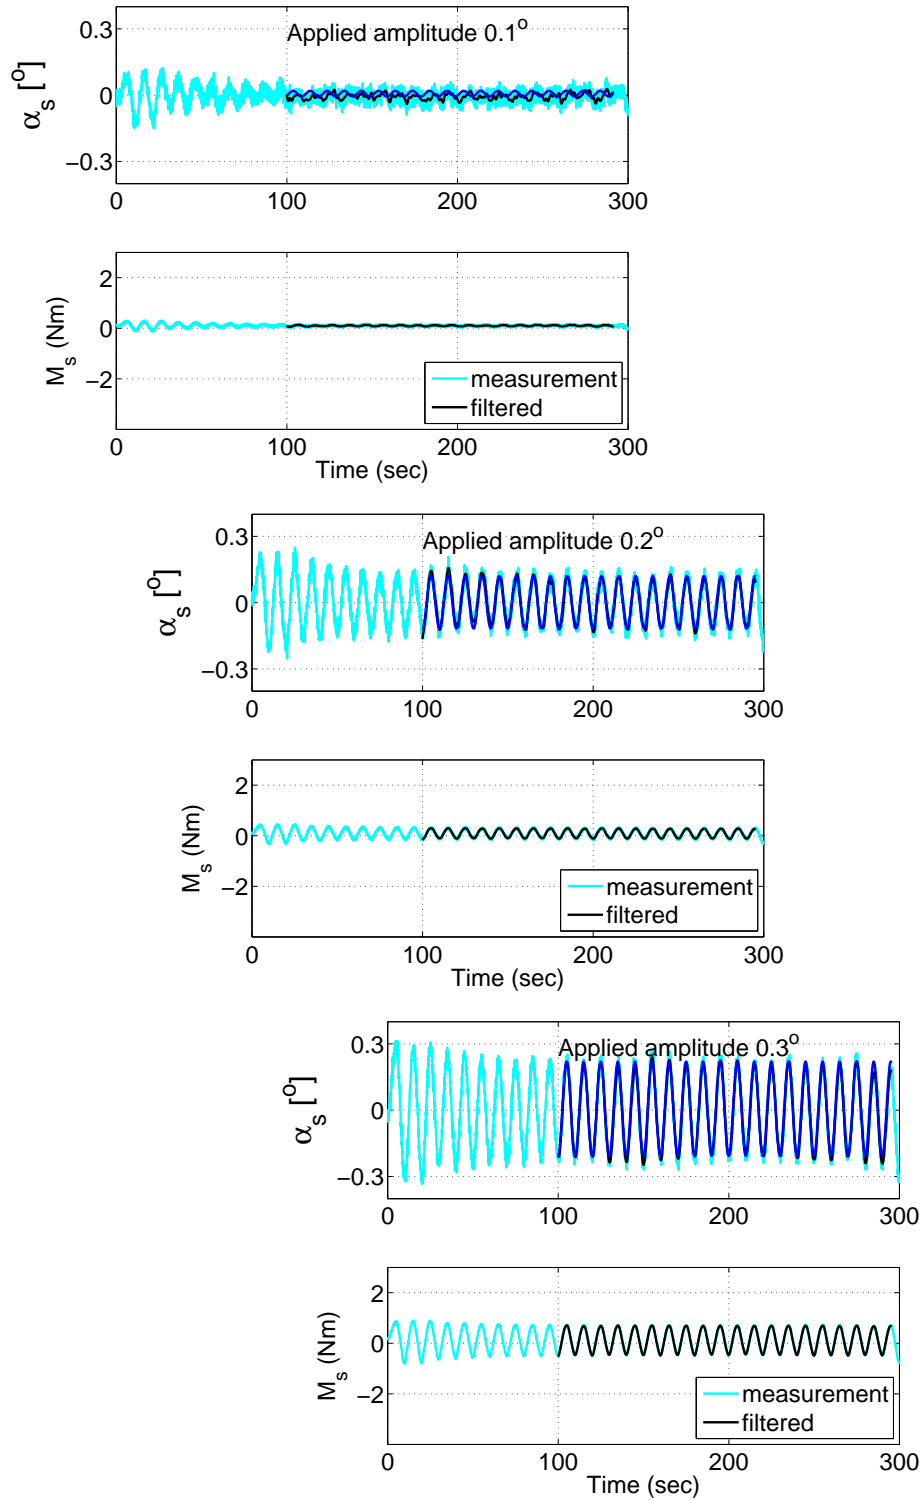 Applied amplitude 0.1°
α_s [°]
0.3
0
−0.3
0 100 200 300
M_s (Nm)
2
0
−2
measurement
filtered
0 100 200 300
Time (sec)
Applied amplitude 0.2°
α_s [°]
0.3
0
−0.3
0 100 200 300
M_s (Nm)
2
0
−2
measurement
filtered
0 100 200 300
Time (sec)
Applied amplitude 0.3°
α_s [°]
0.3
0
−0.3
0 100 200 300
M_s (Nm)
2
0
−2
measurement
filtered
0 100 200 300
Time (sec)